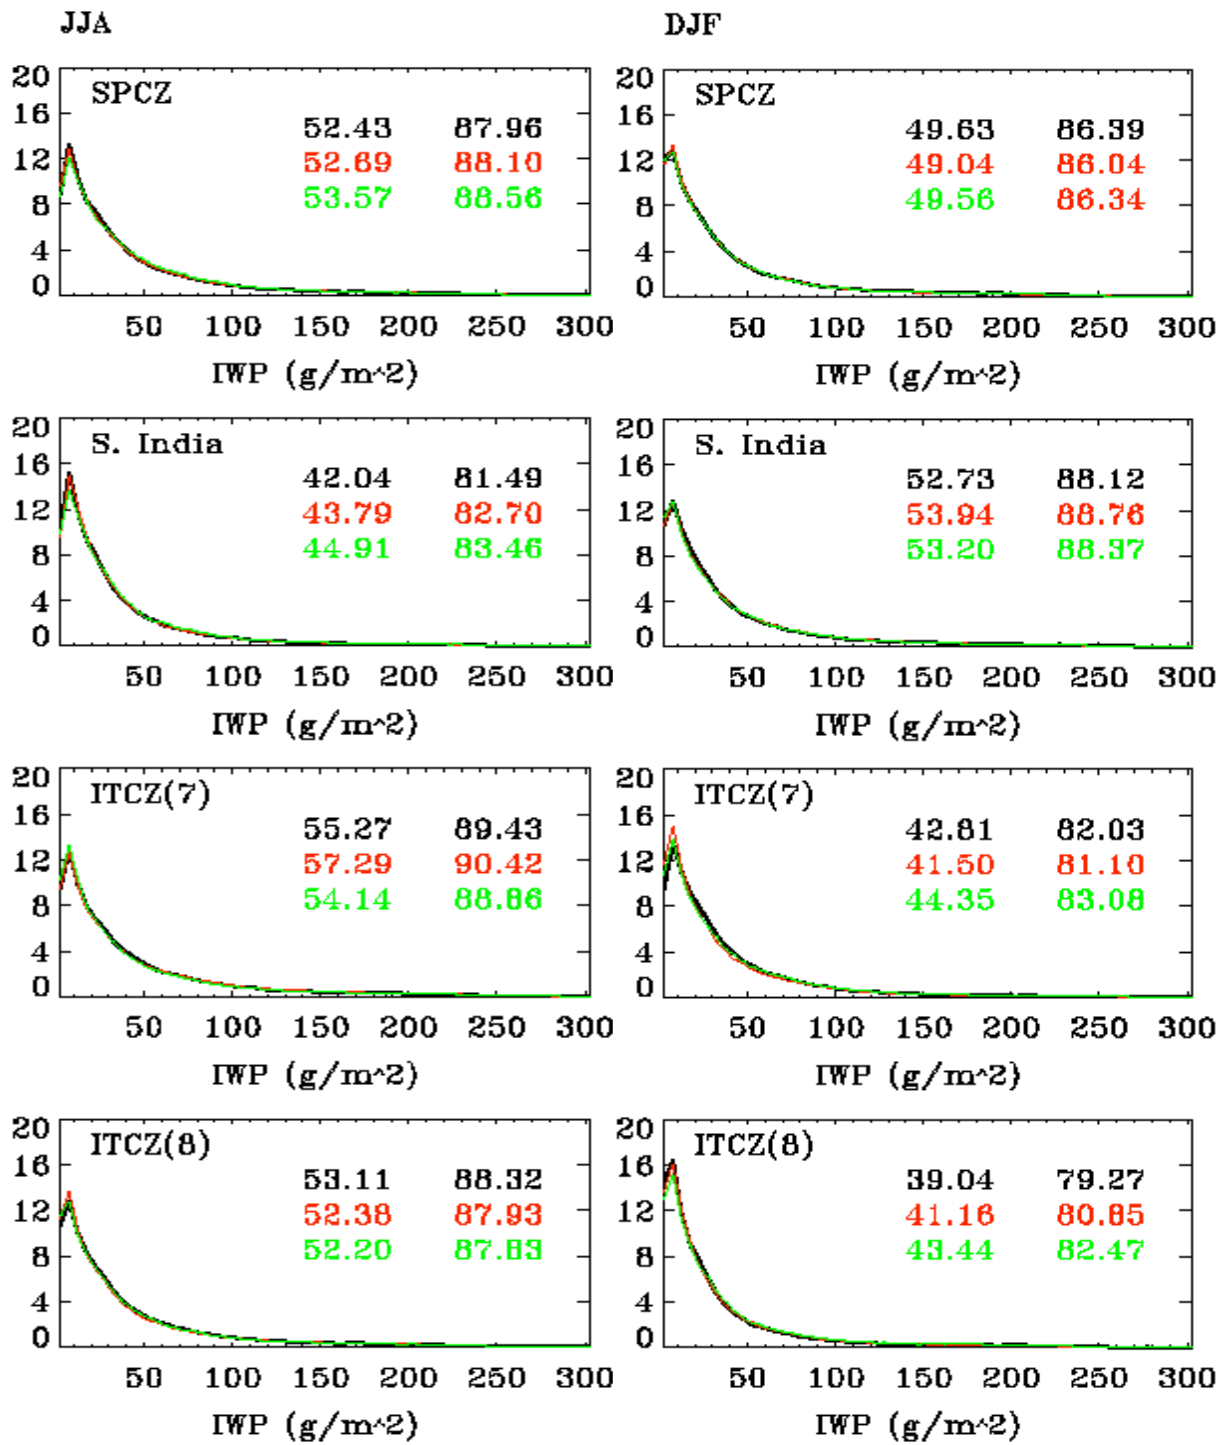 JJA DJF
20 SPCZ 20 SPCZ
16 52.43 87.96 16 49.63 86.39
12 52.69 88.10 12 49.04 86.04
8 53.57 88.56 8 49.56 86.34
4 4
0 0
50 100 150 200 250 300 50 100 150 200 250 300
IWP (g/m^2) IWP (g/m^2)
20 S. India 20 S. India
16 42.04 81.49 16 52.73 88.12
12 43.79 82.70 12 53.94 88.76
8 44.91 83.46 8 53.20 88.37
4 4
0 0
50 100 150 200 250 300 50 100 150 200 250 300
IWP (g/m^2) IWP (g/m^2)
20 ITCZ(7) 20 ITCZ(7)
16 55.27 89.43 16 42.81 82.03
12 57.29 90.42 12 41.50 81.10
8 54.14 88.86 8 44.35 83.08
4 4
0 0
50 100 150 200 250 300 50 100 150 200 250 300
IWP (g/m^2) IWP (g/m^2)
20 ITCZ(8) 20 ITCZ(8)
16 53.11 88.32 16 39.04 79.27
12 52.38 87.93 12 41.16 80.85
8 52.20 87.83 8 43.44 82.47
4 4
0 0
50 100 150 200 250 300 50 100 150 200 250 300
IWP (g/m^2) IWP (g/m^2)